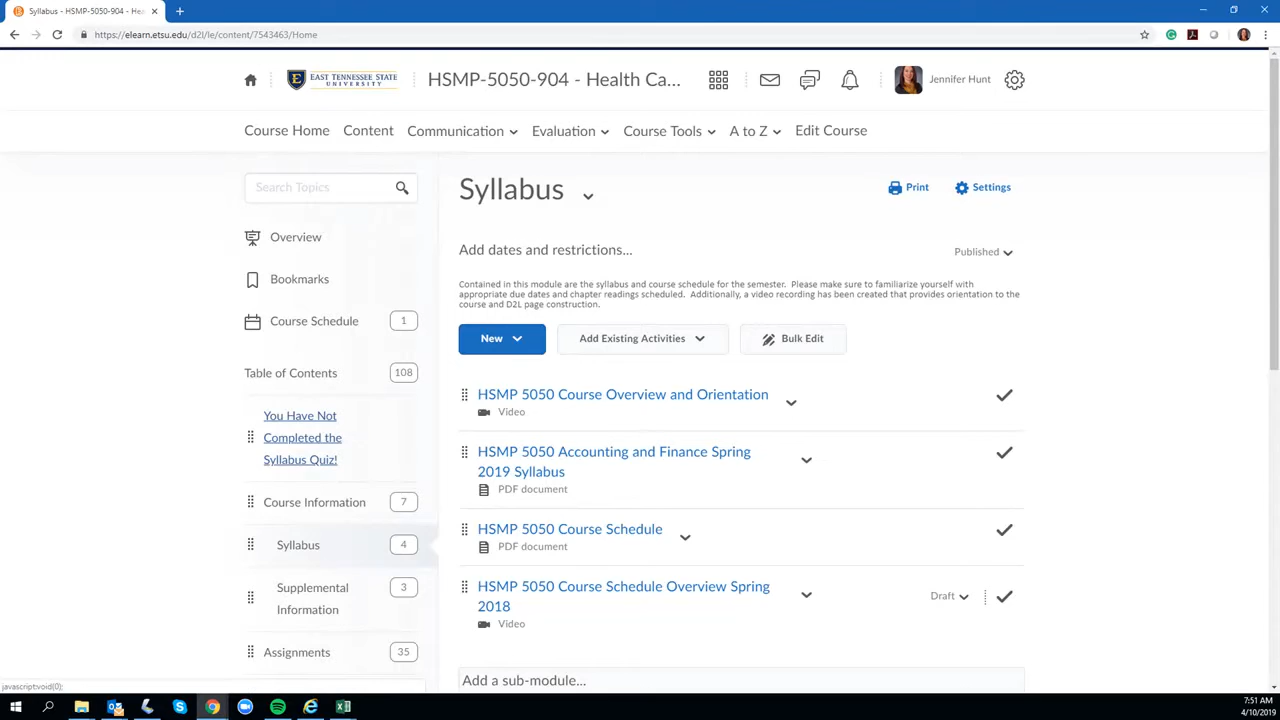 Syllabus - HSMP-5050-904 - Hea
https://elearn.etsu.edu/d2l/le/content/7543463/Home
EAST TENNESSEE STATE
UNIVERSITY
HSMP-5050-904 - Health Ca...
Jennifer Hunt
Course Home
Content
Communication
Evaluation
Course Tools
A to Z
Edit Course
Search Topics
Overview
Bookmarks
Course Schedule
1
Table of Contents
108
You Have Not
Completed the
Syllabus Quiz!
Course Information
7
Syllabus
4
Supplemental
Information
3
Assignments
35
Syllabus
Print
Settings
Add dates and restrictions...
Published
Contained in this module are the syllabus and course schedule for the semester. Please make sure to familiarize yourself with
appropriate due dates and chapter readings scheduled. Additionally, a video recording has been created that provides orientation to the
course and D2L page construction.
New
Add Existing Activities
Bulk Edit
HSMP 5050 Course Overview and Orientation
Video
HSMP 5050 Accounting and Finance Spring
2019 Syllabus
PDF document
HSMP 5050 Course Schedule
PDF document
HSMP 5050 Course Schedule Overview Spring
2018
Draft
Video
Add a sub-module...
javascript:void(0);
7:51 AM
4/10/2019